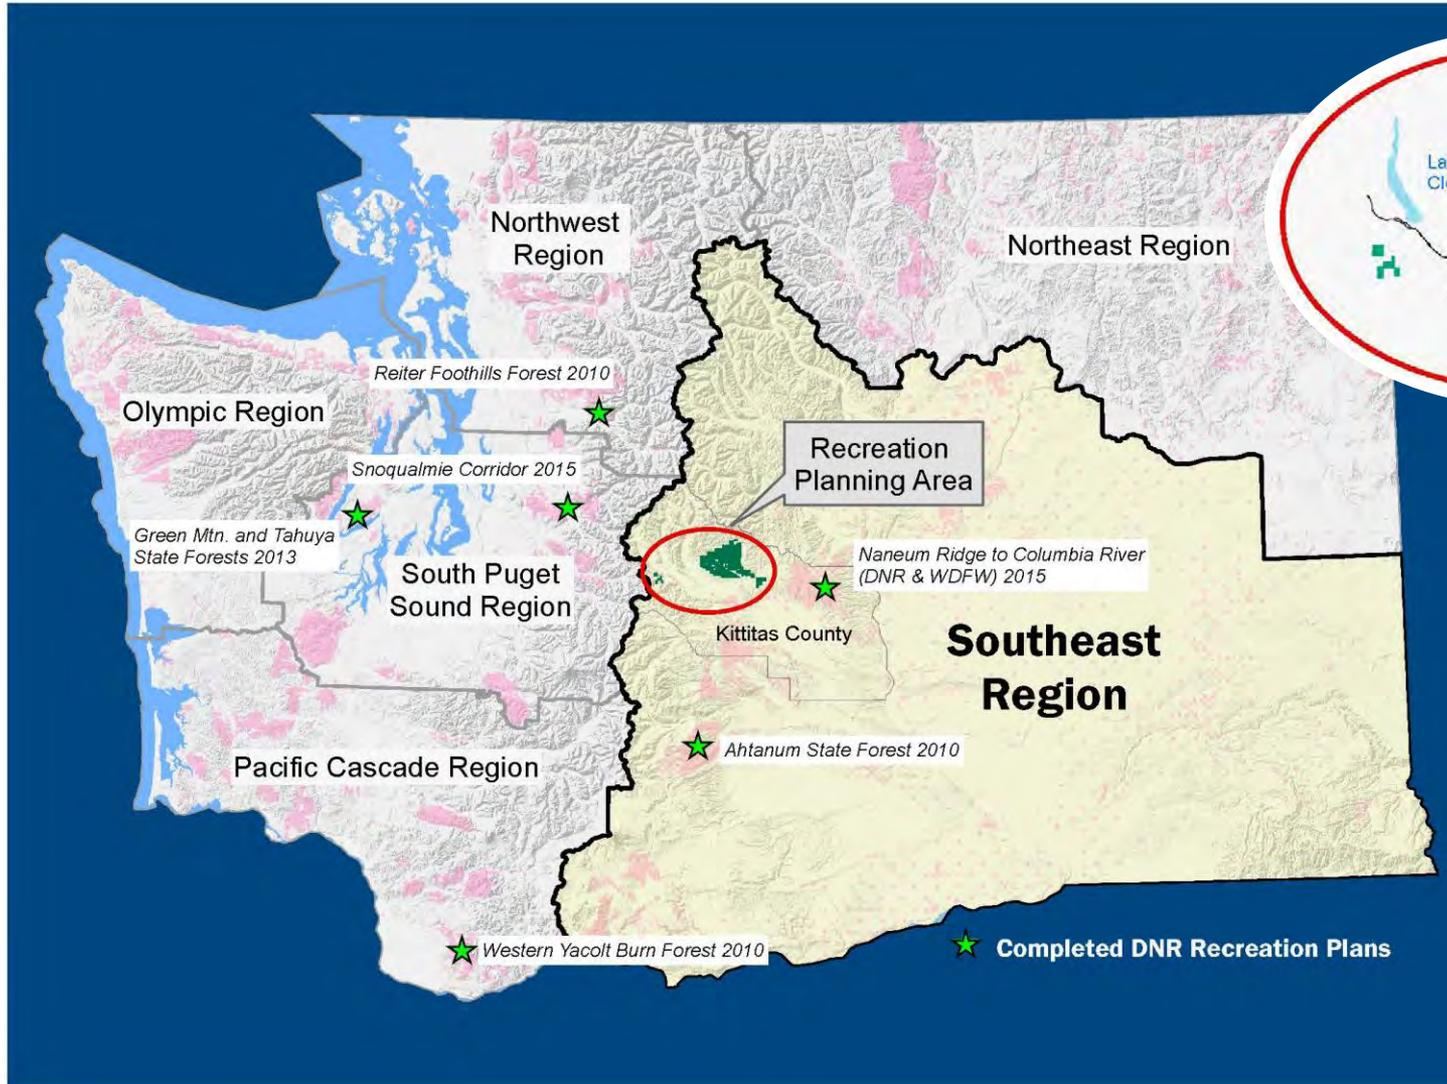 Northwest
Region
Northeast Region
La
Cl
Reiter Foothills Forest 2010
Olympic Region
Recreation
Planning Area
Snoqualmie Corridor 2015
Green Mtn. and Tahuya
State Forests 2013
South Puget
Sound Region
Naneum Ridge to Columbia River
(DNR & WDFW) 2015
Kittitas County
Southeast
Region
Ahtanum State Forest 2010
Pacific Cascade Region
Western Yacolt Burn Forest 2010
Completed DNR Recreation Plans